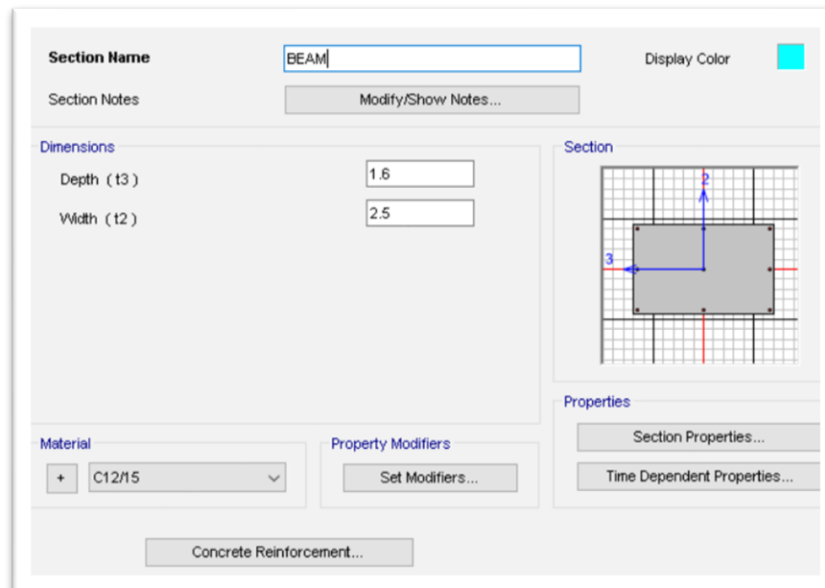 Section Name
BEAM
Display Color
Section Notes
Modify/Show Notes...
Dimensions
Depth ( t3 )
1.6
Width ( t2 )
2.5
Section
2
3
Properties
Section Properties...
Time Dependent Properties...
Material
+
C12/15
Property Modifiers
Set Modifiers...
Concrete Reinforcement...